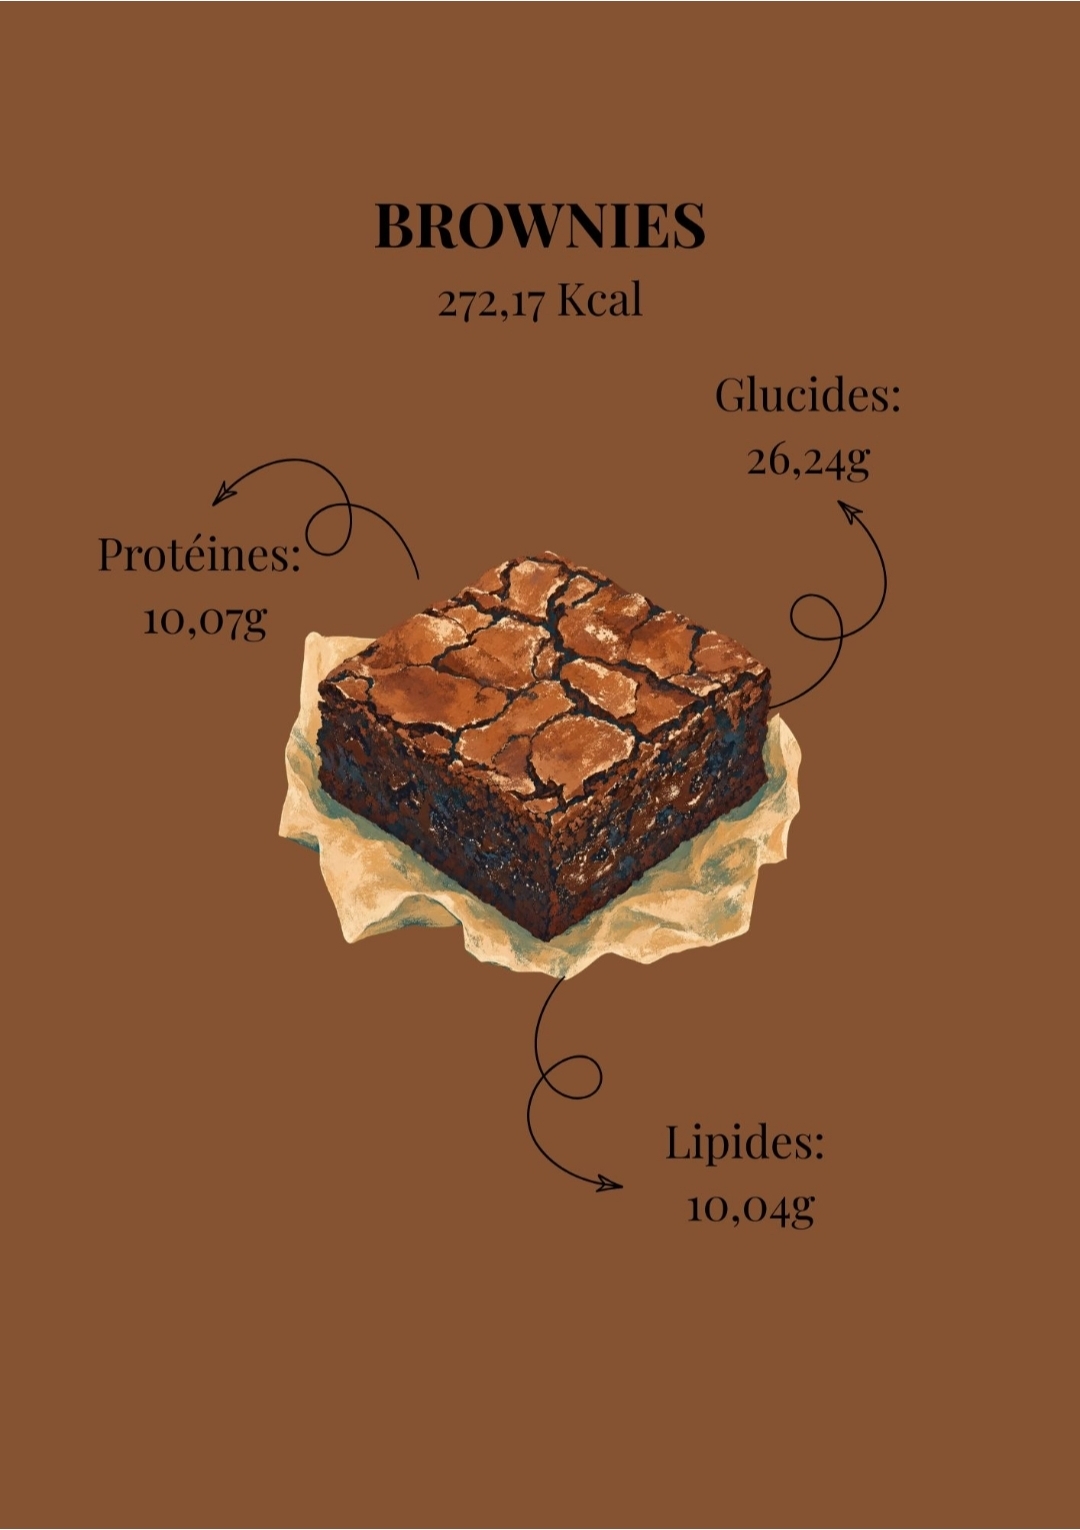 BROWNIES
272,17 Kcal
Glucides:
26,24g
Protéines:
10,07g
Lipides:
10,04g